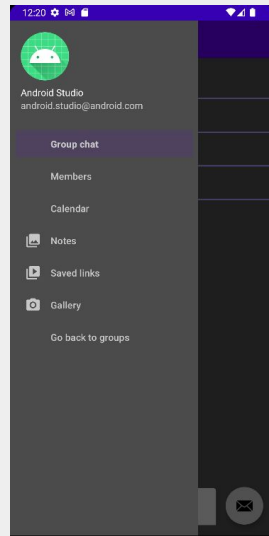 12:20
Android Studio
android.studio@android.com
Group chat
Members
Calendar
Notes
Saved links
Gallery
Go back to groups